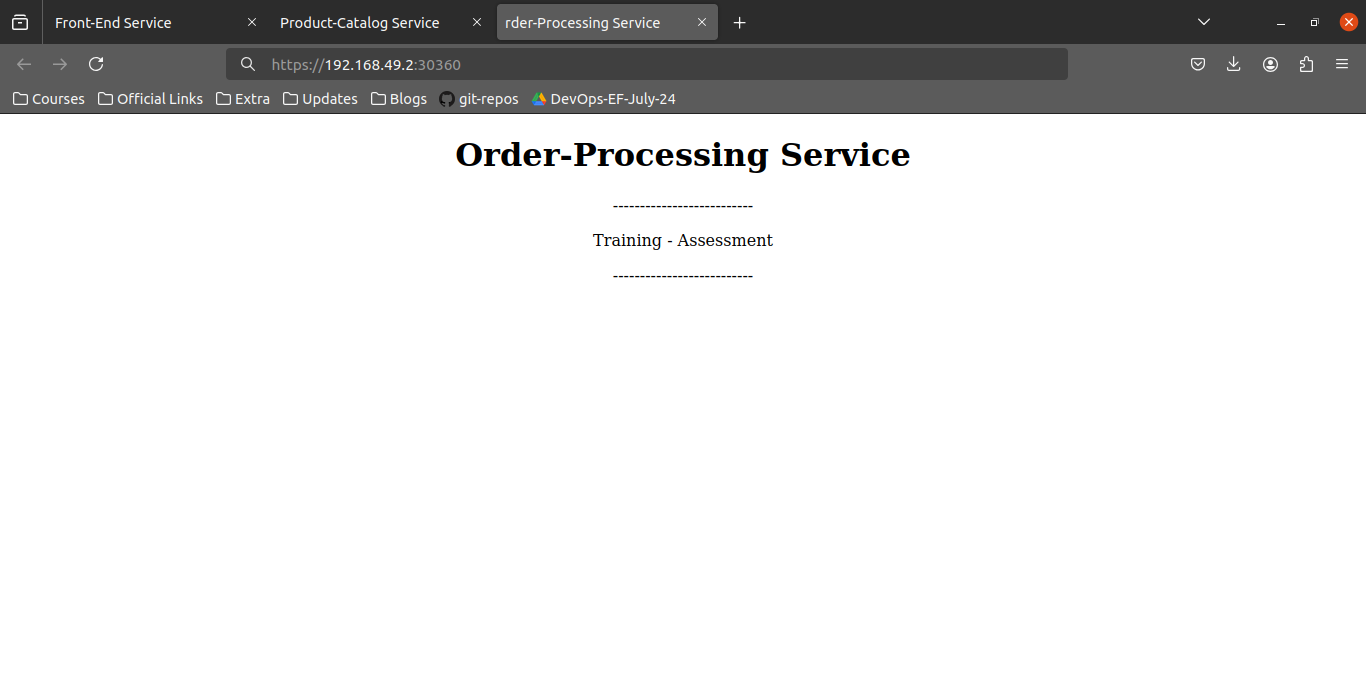 Front-End Service
Product-Catalog Service
rder-Processing Service
https://192.168.49.2:30360
Courses
Official Links
Extra
Updates
Blogs
git-repos
DevOps-EF-July-24
Order-Processing Service
--------------------------
Training - Assessment
--------------------------